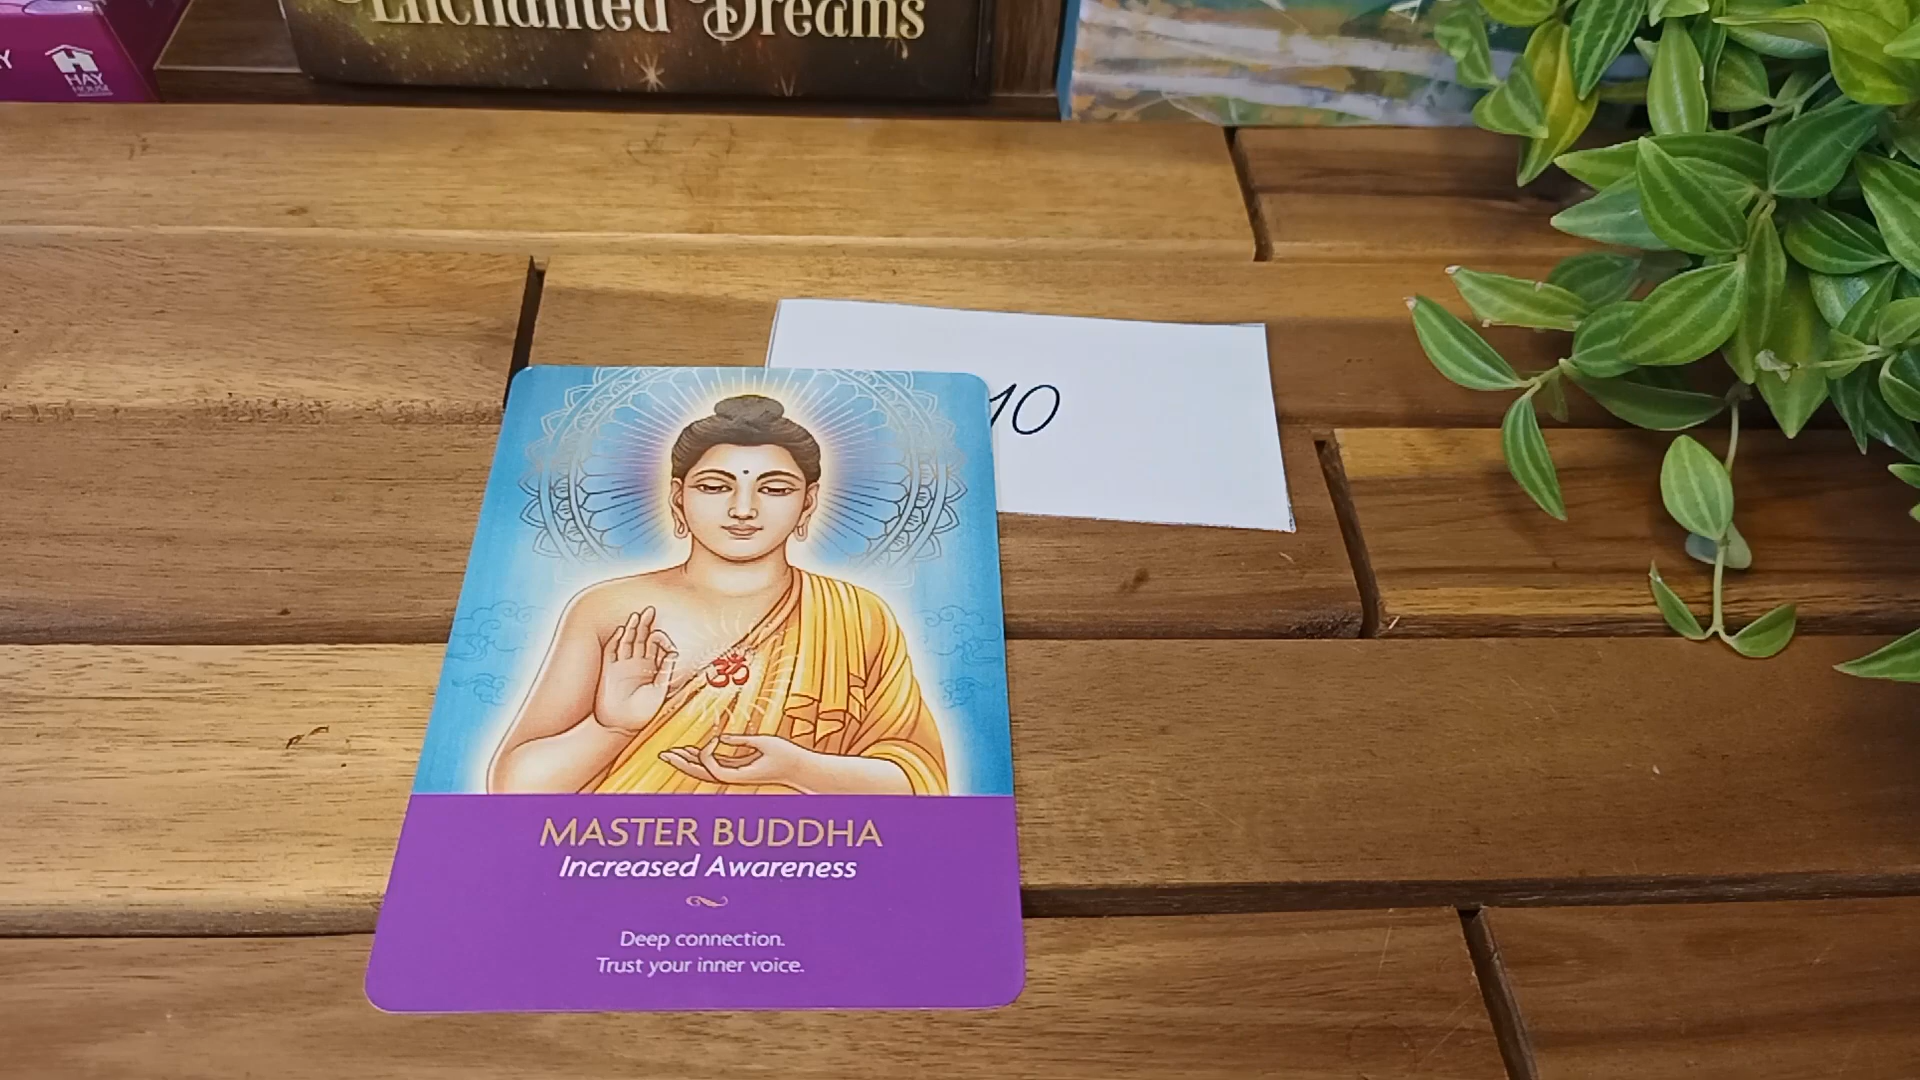 Enchanted Dreams
HAY
HOUSE
10
ॐ
MASTER BUDDHA
Increased Awareness
Deep connection.
Trust your inner voice.